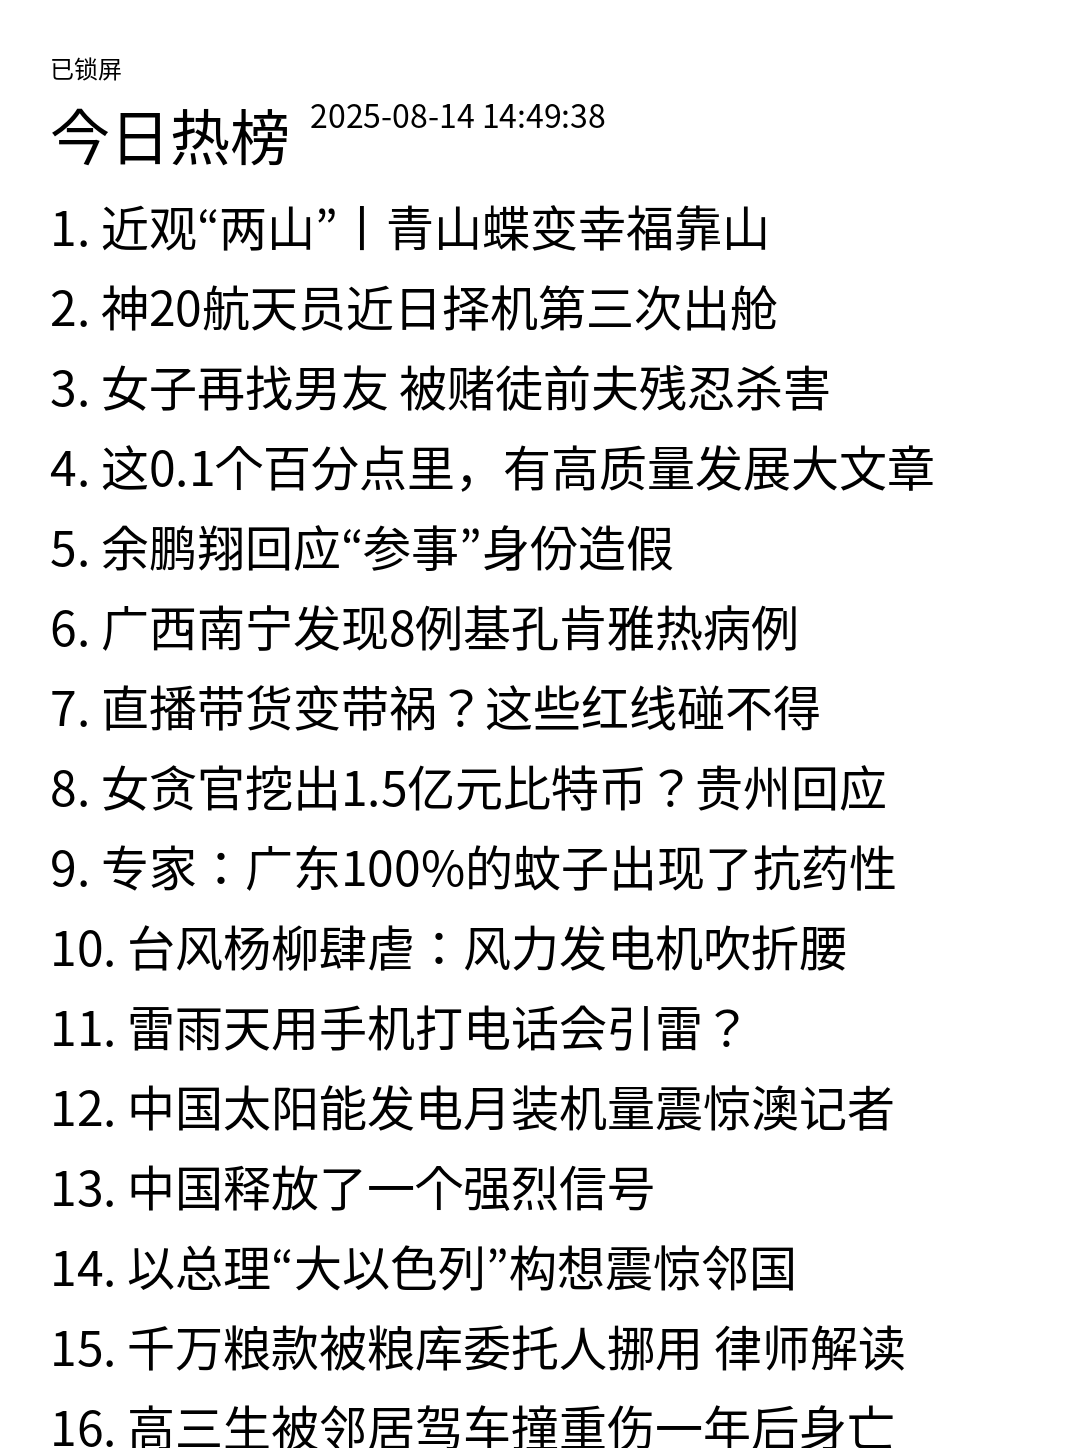 已锁屏
今日热榜 2025-08-14 14:49:38
1. 近观“两山”丨青山蝶变幸福靠山
2. 神20航天员近日择机第三次出舱
3. 女子再找男友 被赌徒前夫残忍杀害
4. 这0.1个百分点里，有高质量发展大文章
5. 余鹏翔回应“参事”身份造假
6. 广西南宁发现8例基孔肯雅热病例
7. 直播带货变带祸？这些红线碰不得
8. 女贪官挖出1.5亿元比特币？贵州回应
9. 专家：广东100%的蚊子出现了抗药性
10. 台风杨柳肆虐：风力发电机吹折腰
11. 雷雨天用手机打电话会引雷？
12. 中国太阳能发电月装机量震惊澳记者
13. 中国释放了一个强烈信号
14. 以总理“大以色列”构想震惊邻国
15. 千万粮款被粮库委托人挪用 律师解读
16. 高三生被邻居驾车撞重伤一年后身亡